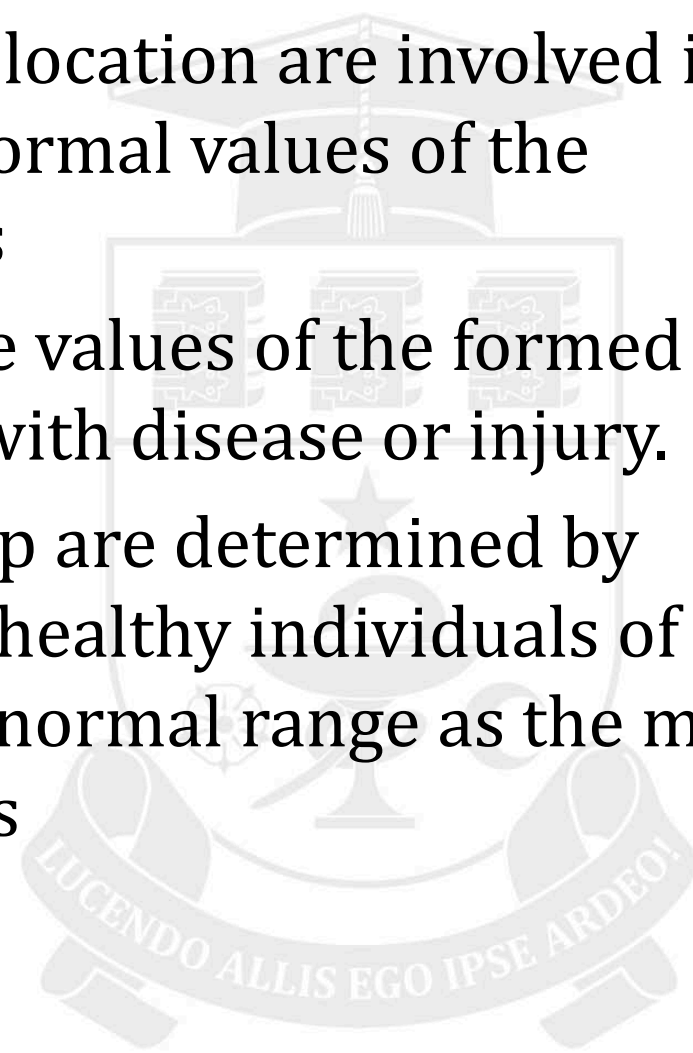 location are involved i
ormal values of the
s
e values of the formed
with disease or injury.
p are determined by
healthy individuals of
normal range as the m
s
LUCENDO ALLIS EGO IPSE ARDEO!